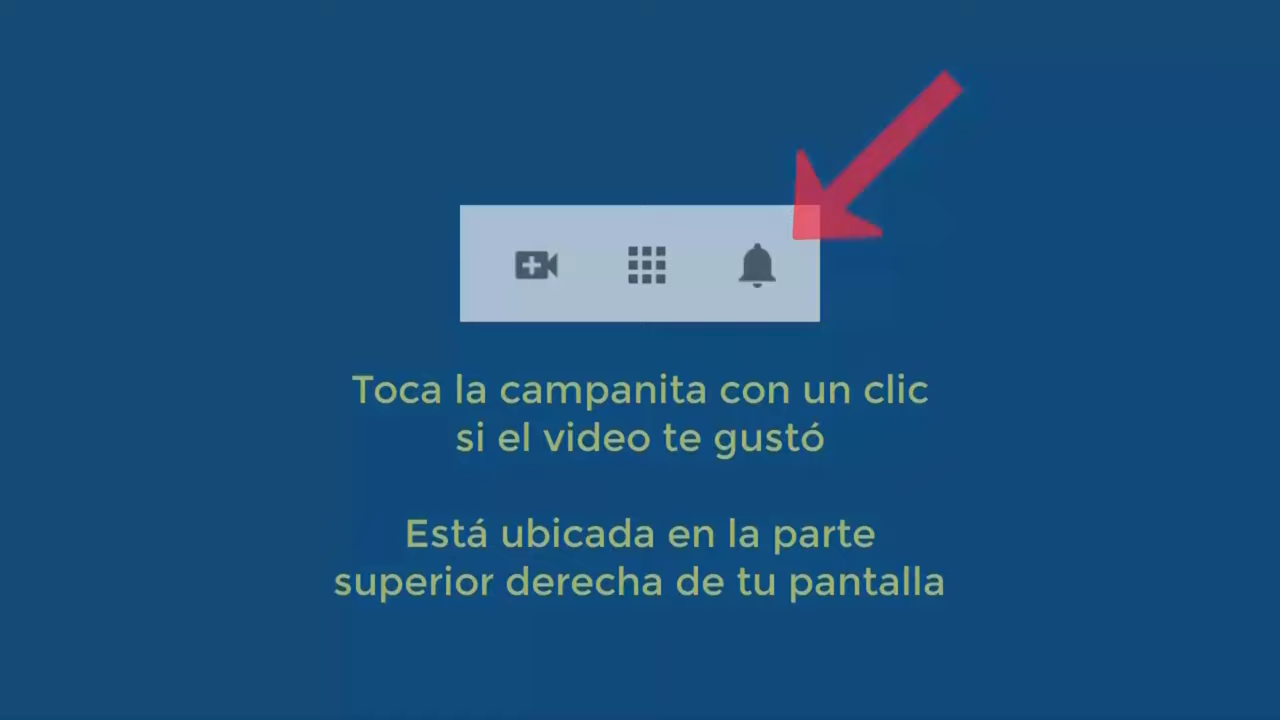 Toca la campanita con un clic
si el video te gustó
Está ubicada en la parte
superior derecha de tu pantalla